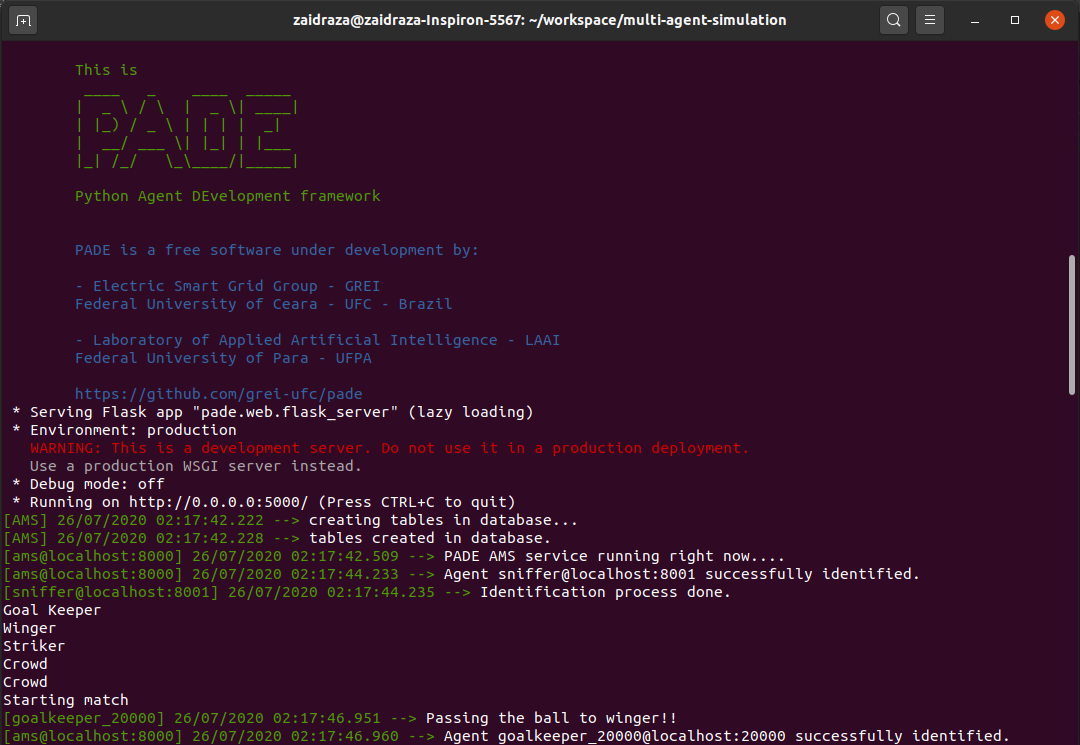 zaidraza@zaidraza-Inspiron-5567: ~/workspace/multi-agent-simulation
This is
 ____   _    ____  _____
|  _ \ / \  |  _ \| ____|
| |_) / _ \ | | | |  _|
|  __/ ___ \| |_| | |___
|_| /_/   \_\____/|_____|
Python Agent DEvelopment framework
PADE is a free software under development by:
- Electric Smart Grid Group - GREI
Federal University of Ceara - UFC - Brazil
- Laboratory of Applied Artificial Intelligence - LAAI
Federal University of Para - UFPA
https://github.com/grei-ufc/pade
* Serving Flask app "pade.web.flask_server" (lazy loading)
* Environment: production
WARNING: This is a development server. Do not use it in a production deployment.
Use a production WSGI server instead.
* Debug mode: off
* Running on http://0.0.0.0:5000/ (Press CTRL+C to quit)
[AMS] 26/07/2020 02:17:42.222 --> creating tables in database...
[AMS] 26/07/2020 02:17:42.228 --> tables created in database.
[ams@localhost:8000] 26/07/2020 02:17:42.509 --> PADE AMS service running right now....
[ams@localhost:8000] 26/07/2020 02:17:44.233 --> Agent sniffer@localhost:8001 successfully identified.
[sniffer@localhost:8001] 26/07/2020 02:17:44.235 --> Identification process done.
Goal Keeper
Winger
Striker
Crowd
Crowd
Starting match
[goalkeeper_20000] 26/07/2020 02:17:46.951 --> Passing the ball to winger!!
[ams@localhost:8000] 26/07/2020 02:17:46.960 --> Agent goalkeeper_20000@localhost:20000 successfully identified.